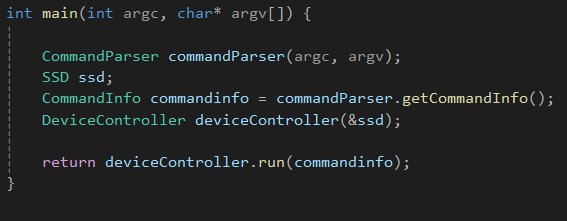 int main(int argc, char* argv[]) {
CommandParser commandParser(argc, argv);
SSD ssd;
CommandInfo commandinfo = commandParser.getCommandInfo();
DeviceController deviceController(&ssd);
return deviceController.run(commandinfo);
}